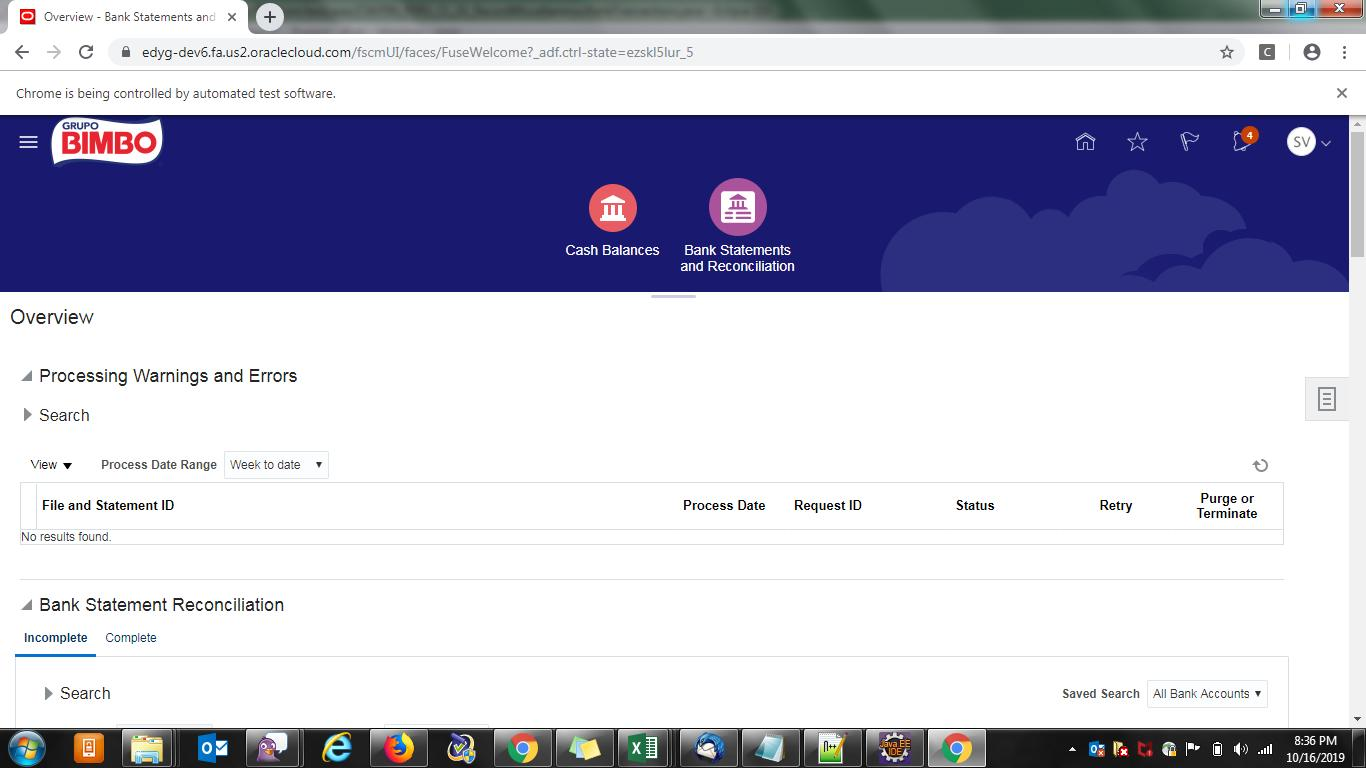 Overview - Bank Statements and
edyg-dev6.fa.us2.oraclecloud.com/fscmUI/faces/FuseWelcome?_adf.ctrl-state=ezskl5lur_5
C
Chrome is being controlled by automated test software.
GRUPO
BIMBO
4
SV
Cash Balances
Bank Statements
and Reconciliation
Overview
Processing Warnings and Errors
Search
View
Process Date Range
Week to date
File and Statement ID
Process Date
Request ID
Status
Retry
Purge or
Terminate
No results found.
Bank Statement Reconciliation
Incomplete
Complete
Search
Saved Search
All Bank Accounts
Java EE
IDE
8:36 PM
10/16/2019